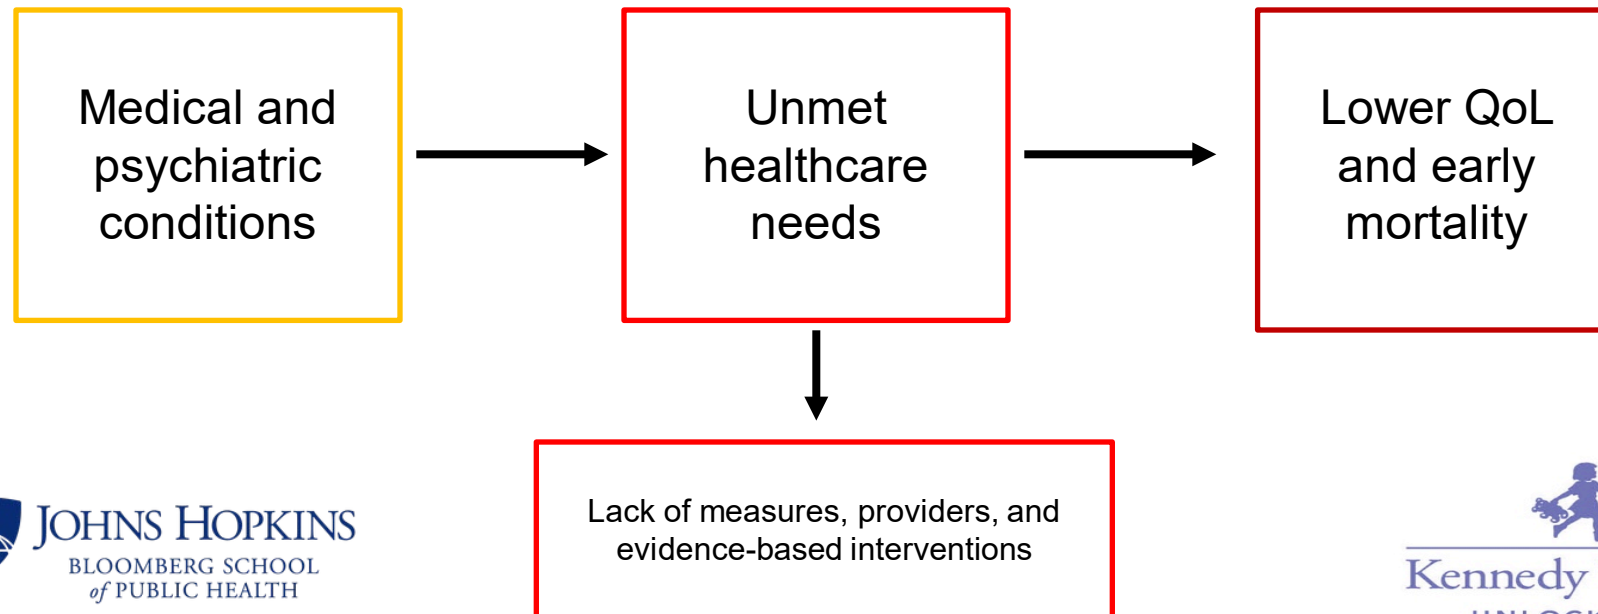 Medical and
psychiatric
conditions
Unmet
healthcare
needs
Lower QoL
and early
mortality
Lack of measures, providers, and
evidence-based interventions
JOHNS HOPKINS
BLOOMBERG SCHOOL
of PUBLIC HEALTH
Kennedy